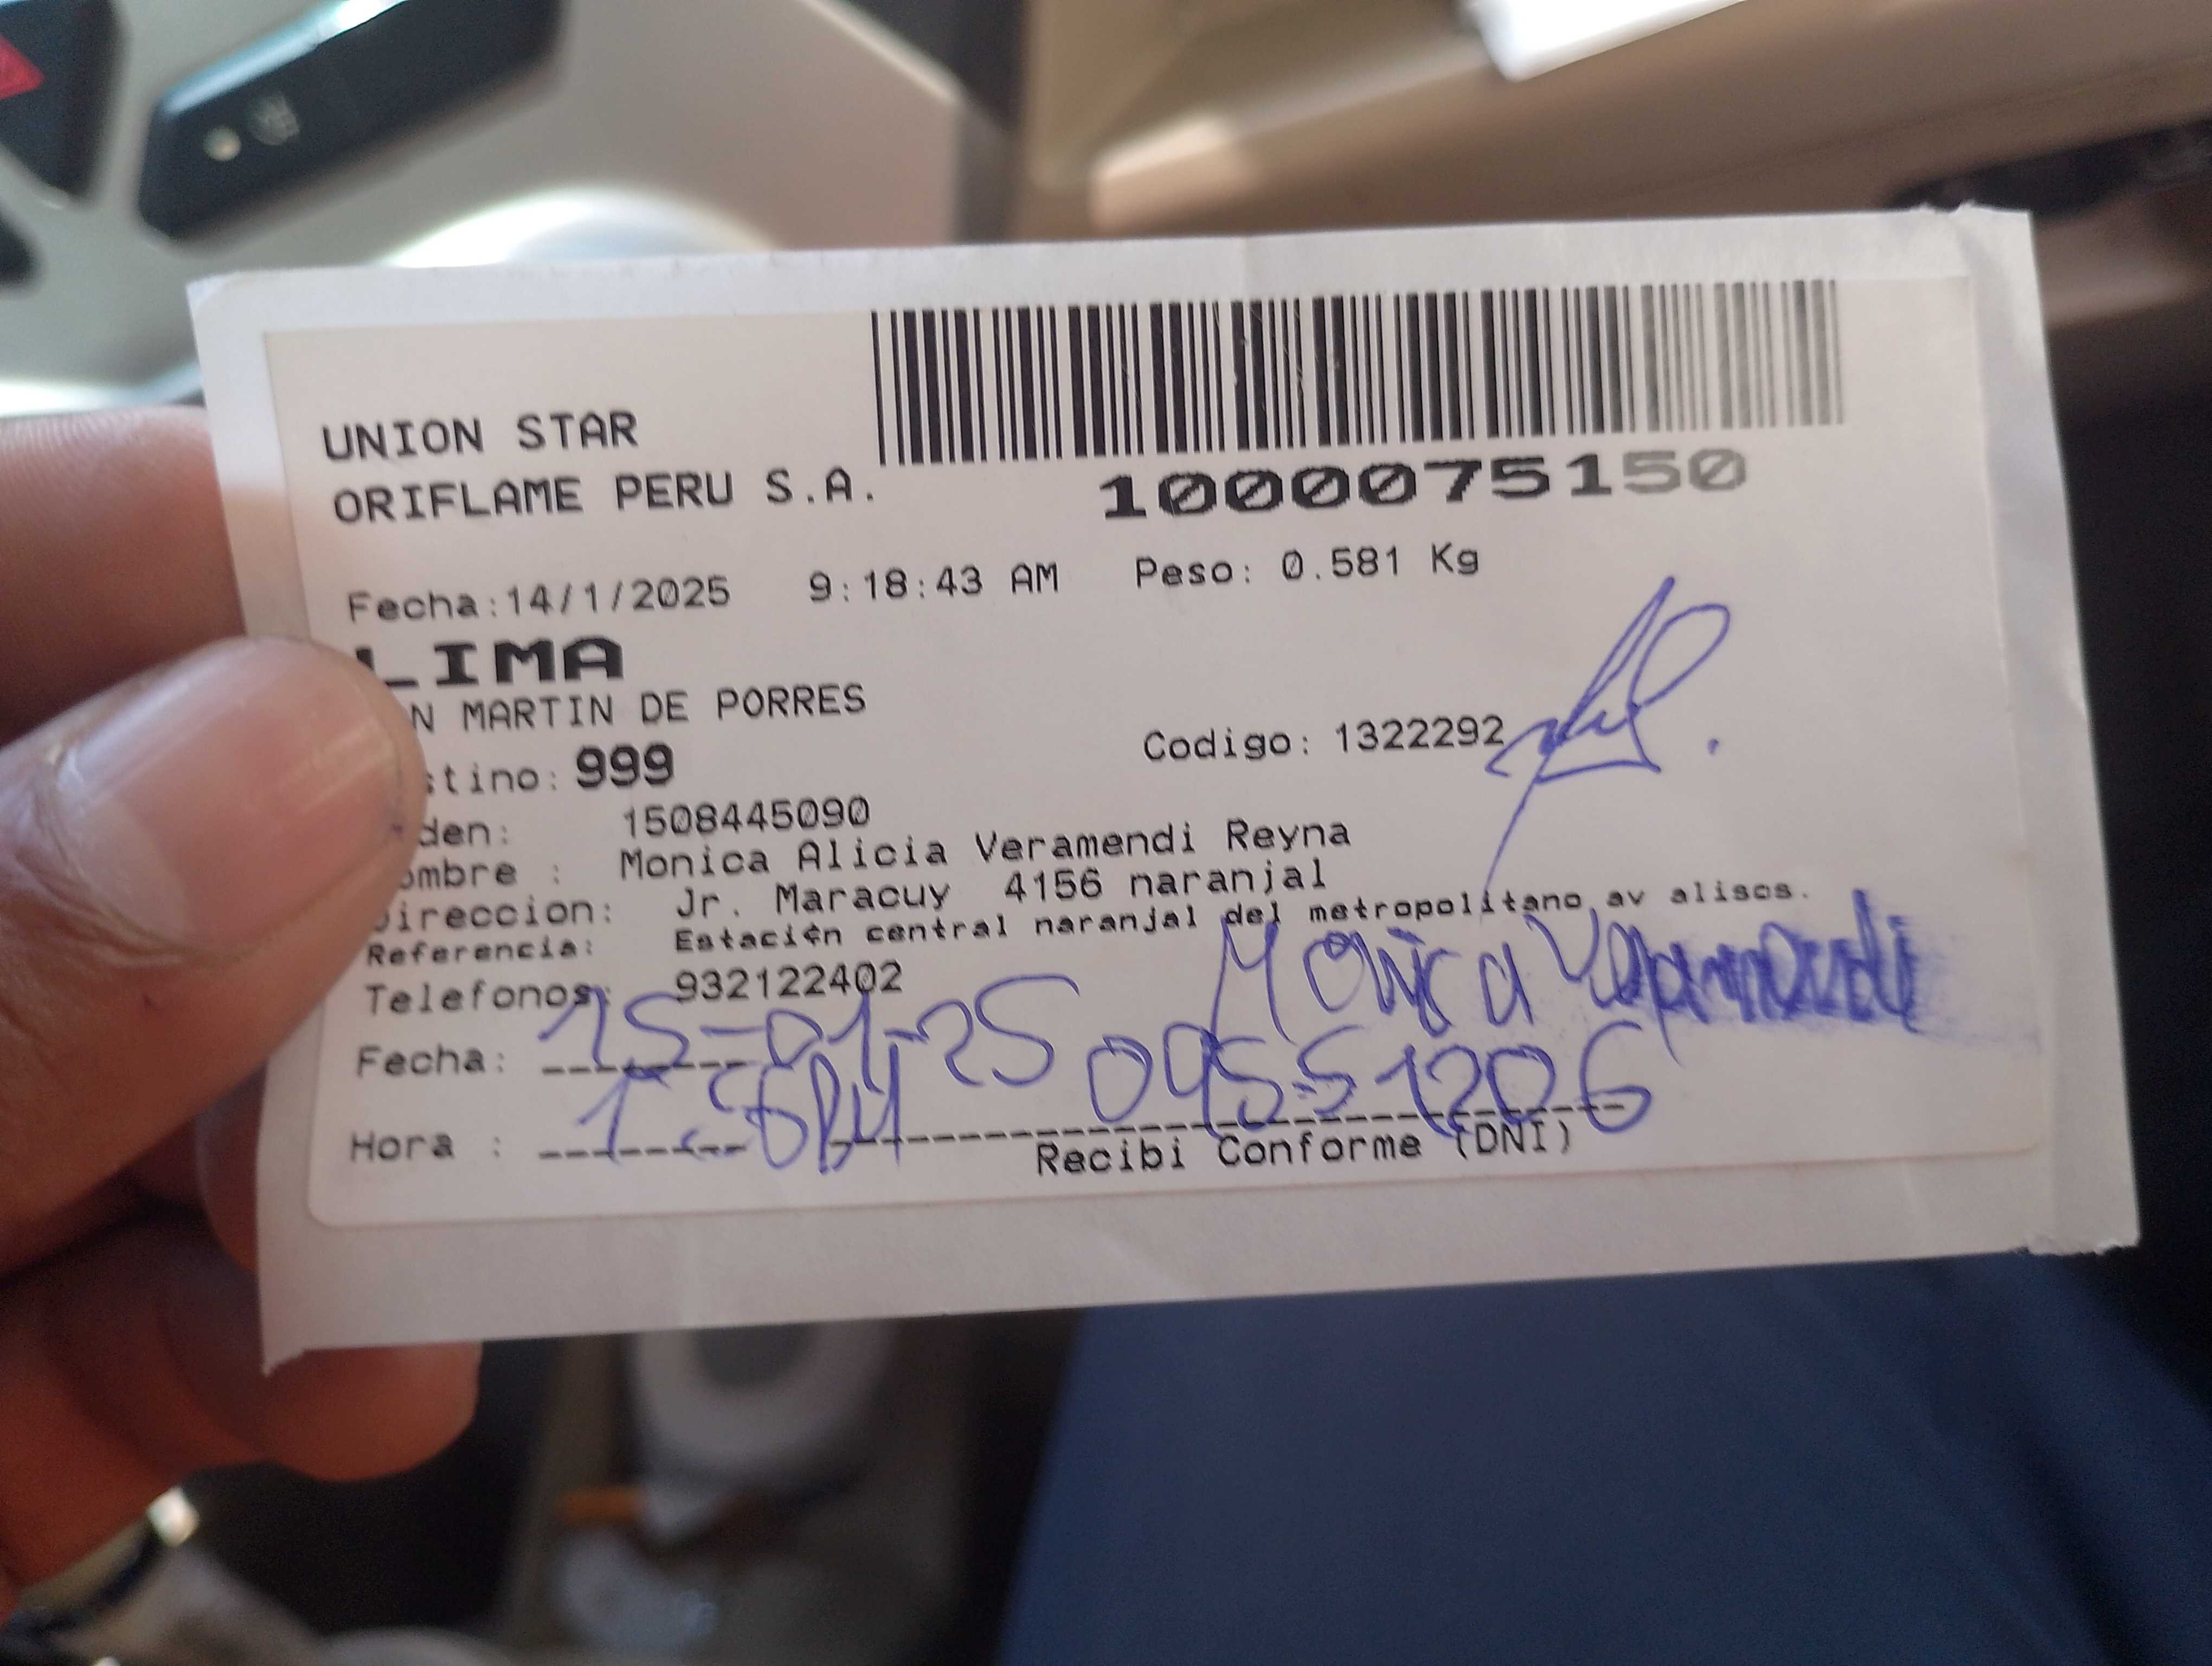 UNION STAR
ORIFLAME PERU S.A.
1000075150
Fecha:14/1/2025 9:18:43 AM Peso: 0.581 Kg
LIMA
N MARTIN DE PORRES
stino: 999 Codigo: 1322292
den: 1508445090
ombre : Monica Alicia Veramendi Reyna
Direccion: Jr. Maracuy 4156 naranjal
Referencia: Estaci¢n central naranjal del metropolitano av alisos.
Telefonos: 932122402
Monica Veramendi
Fecha: 15-01-25 09551206
Hora : PM
Recibi Conforme (DNI)